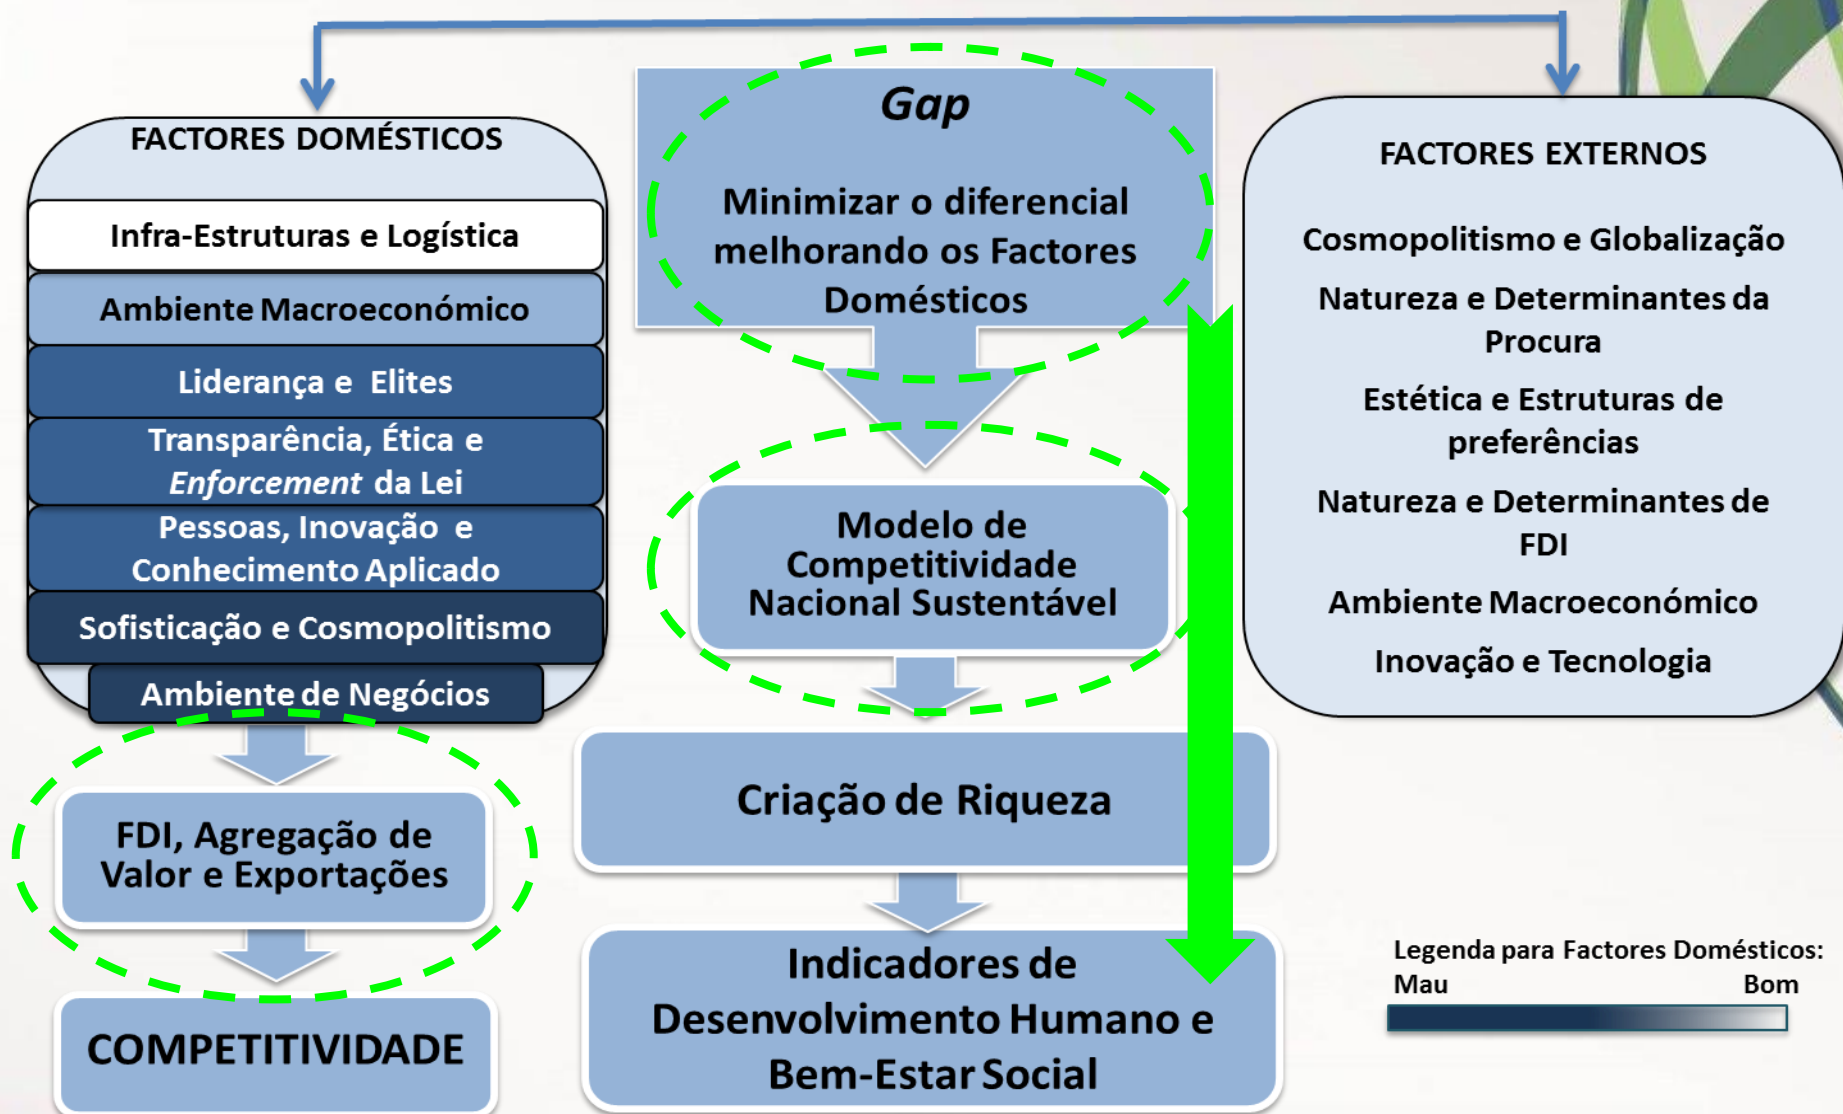 FACTORES DOMÉSTICOS
Infra-Estruturas e Logística
Ambiente Macroeconómico
Liderança e Elites
Transparência, Ética e
Enforcement da Lei
Pessoas, Inovação e
Conhecimento Aplicado
Sofisticação e Cosmopolitismo
Ambiente de Negócios
FDI, Agregação de
Valor e Exportações
COMPETITIVIDADE
Gap
Minimizar o diferencial
melhorando os Factores
Domésticos
Modelo de
Competitividade
Nacional Sustentável
Criação de Riqueza
Indicadores de
Desenvolvimento Humano e
Bem-Estar Social
FACTORES EXTERNOS
Cosmopolitismo e Globalização
Natureza e Determinantes da
Procura
Estética e Estruturas de
preferências
Natureza e Determinantes de
FDI
Ambiente Macroeconómico
Inovação e Tecnologia
Legenda para Factores Domésticos:
Mau Bom